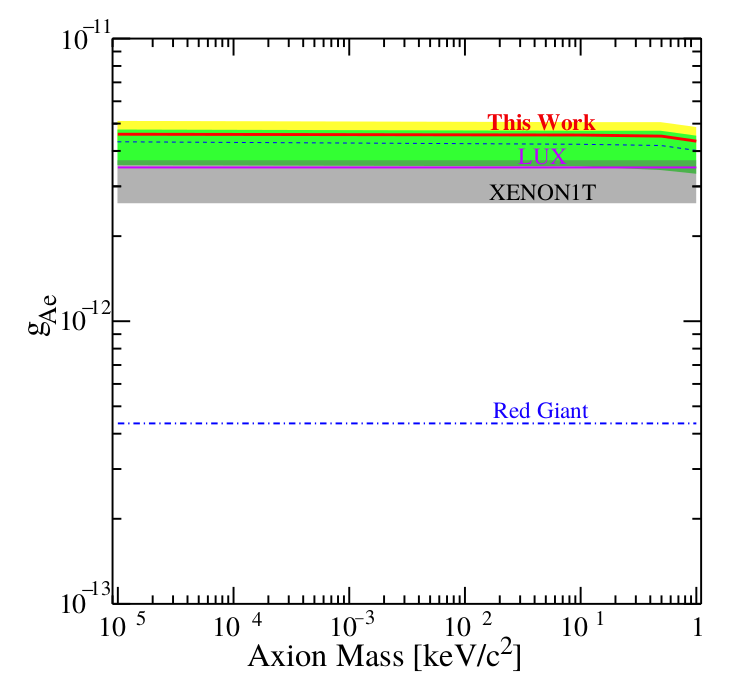 10⁻¹¹
This Work
LUX
XENON1T
g_Ae
10⁻¹²
Red Giant
10⁻¹³
10 ⁵ 10 ⁴ 10⁻³ 10 ² 10 ¹ 1
Axion Mass [keV/c²]